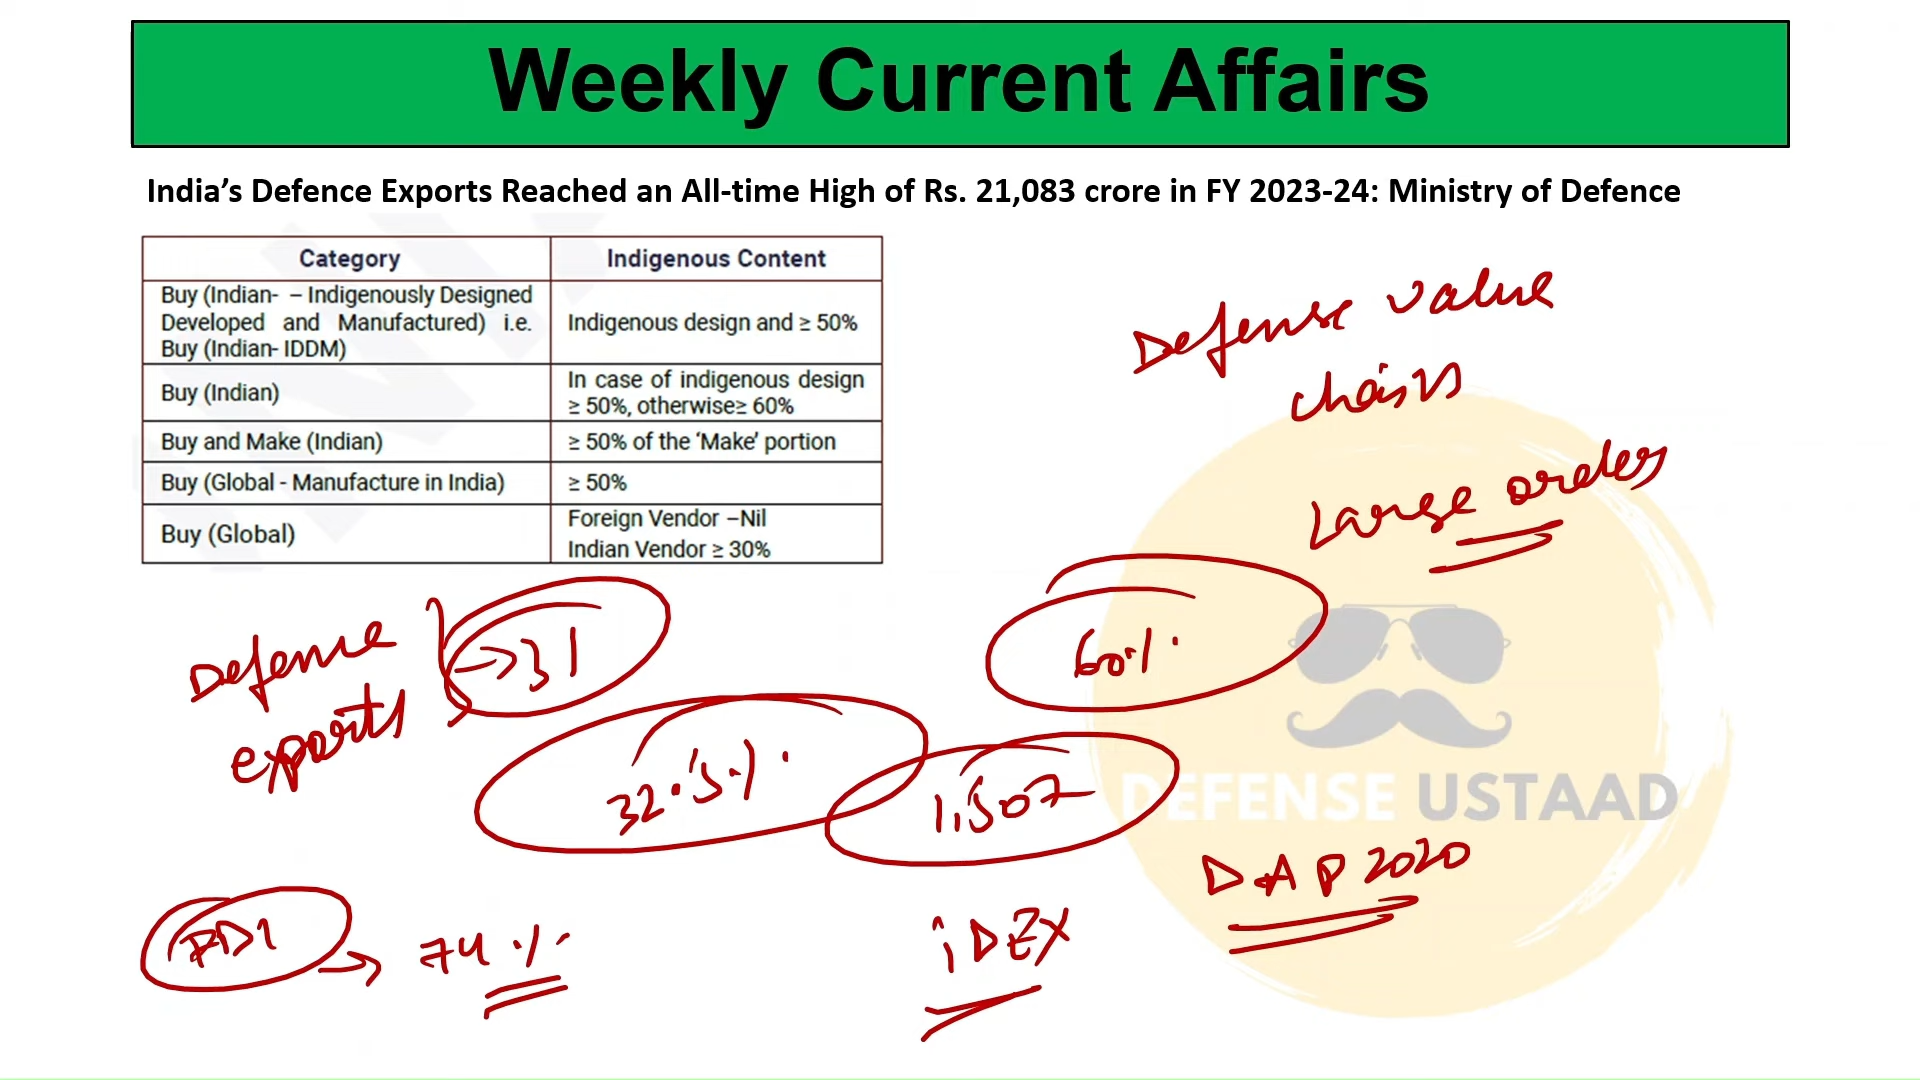 Weekly Current Affairs
India’s Defence Exports Reached an All-time High of Rs. 21,083 crore in FY 2023-24: Ministry of Defence
Category
Indigenous Content
Buy (Indian- – Indigenously Designed
Developed and Manufactured) i.e.
Buy (Indian- IDDM)
Indigenous design and ≥ 50%
Buy (Indian)
In case of indigenous design
≥ 50%, otherwise≥ 60%
Buy and Make (Indian)
≥ 50% of the ‘Make’ portion
Buy (Global - Manufacture in India)
≥ 50%
Buy (Global)
Foreign Vendor –Nil
Indian Vendor ≥ 30%
Defense value
chains
Large orders
Defense
exports
→31
60%
32.5%
1,507
DEFENSE USTAAD
DAP 2020
FDI → 74%
iDEX